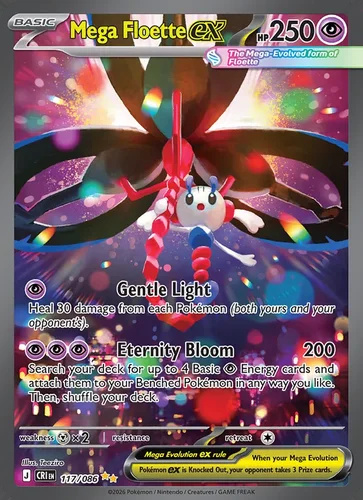 BASIC
Mega Floette ex HP 250
The Mega-Evolved form of
Floette
Gentle Light
Heal 30 damage from each Pokémon (both yours and your
opponent's).
Eternity Bloom 200
Search your deck for up to 4 Basic Energy cards and
attach them to your Benched Pokémon in any way you like.
Then, shuffle your deck.
weakness ×2 resistance retreat
Illus. Teeziro
J CRI EN 117/086
Mega Evolution ex rule When your Mega Evolution
Pokémon ex is Knocked Out, your opponent takes 3 Prize cards.
©2026 Pokémon / Nintendo / Creatures / GAME FREAK